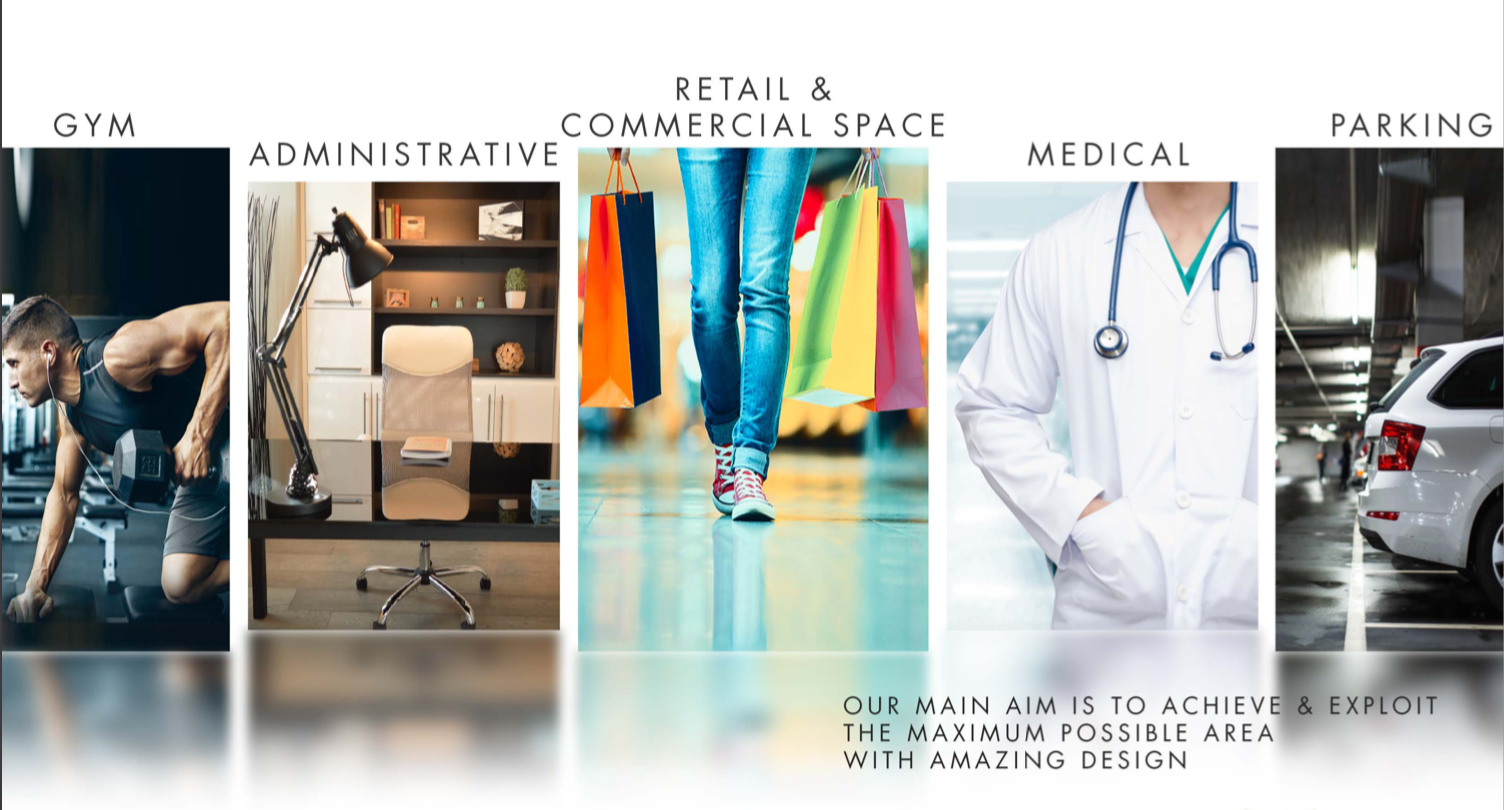 GYM
ADMINISTRATIVE
RETAIL &
COMMERCIAL SPACE
MEDICAL
PARKING
OUR MAIN AIM IS TO ACHIEVE & EXPLOIT
THE MAXIMUM POSSIBLE AREA
WITH AMAZING DESIGN